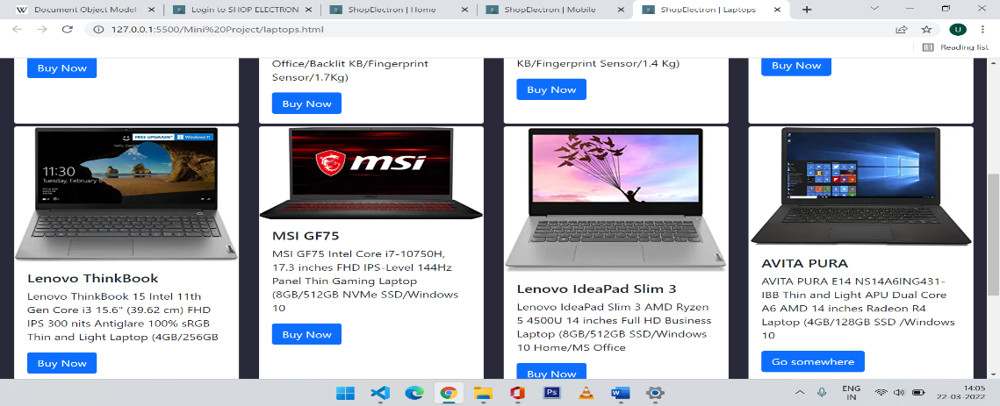 Document Object Model
Login to SHOP ELECTRON
ShopElectron | Home
ShopElectron | Mobile
ShopElectron | Laptops
127.0.0.1:5500/Mini%20Project/laptops.html
U
Reading list
Buy Now
Office/Backlit KB/Fingerprint
Sensor/1.7Kg)
Buy Now
KB/Fingerprint Sensor/1.4 Kg)
Buy Now
Buy Now
FREE UPGRADE* Windows 11
11:30
Tuesday, February 6
Lenovo ThinkBook
Lenovo ThinkBook 15 Intel 11th
Gen Core i3 15.6" (39.62 cm) FHD
IPS 300 nits Antiglare 100% sRGB
Thin and Light Laptop (4GB/256GB
Buy Now
msi
MSI GF75
MSI GF75 Intel Core i7-10750H,
17.3 inches FHD IPS-Level 144Hz
Panel Thin Gaming Laptop
(8GB/512GB NVMe SSD/Windows
10
Buy Now
Lenovo IdeaPad Slim 3
Lenovo IdeaPad Slim 3 AMD Ryzen
5 4500U 14 inches Full HD Business
Laptop (8GB/512GB SSD/Windows
10 Home/MS Office
Buy Now
AVITA PURA
AVITA PURA E14 NS14A6ING431-
IBB Thin and Light APU Dual Core
A6 AMD 14 inches Radeon R4
Laptop (4GB/128GB SSD /Windows
10
Go somewhere
Ps
ENG
IN
14:05
22-03-2022